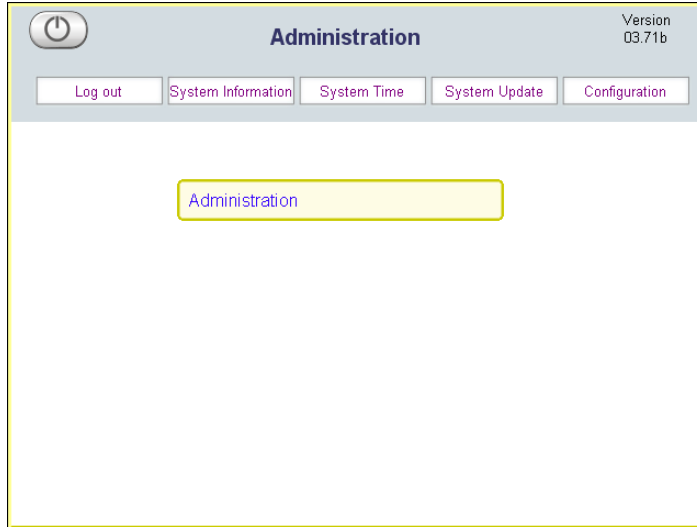 Administration
Version
03.71b
Log out
System Information
System Time
System Update
Configuration
Administration